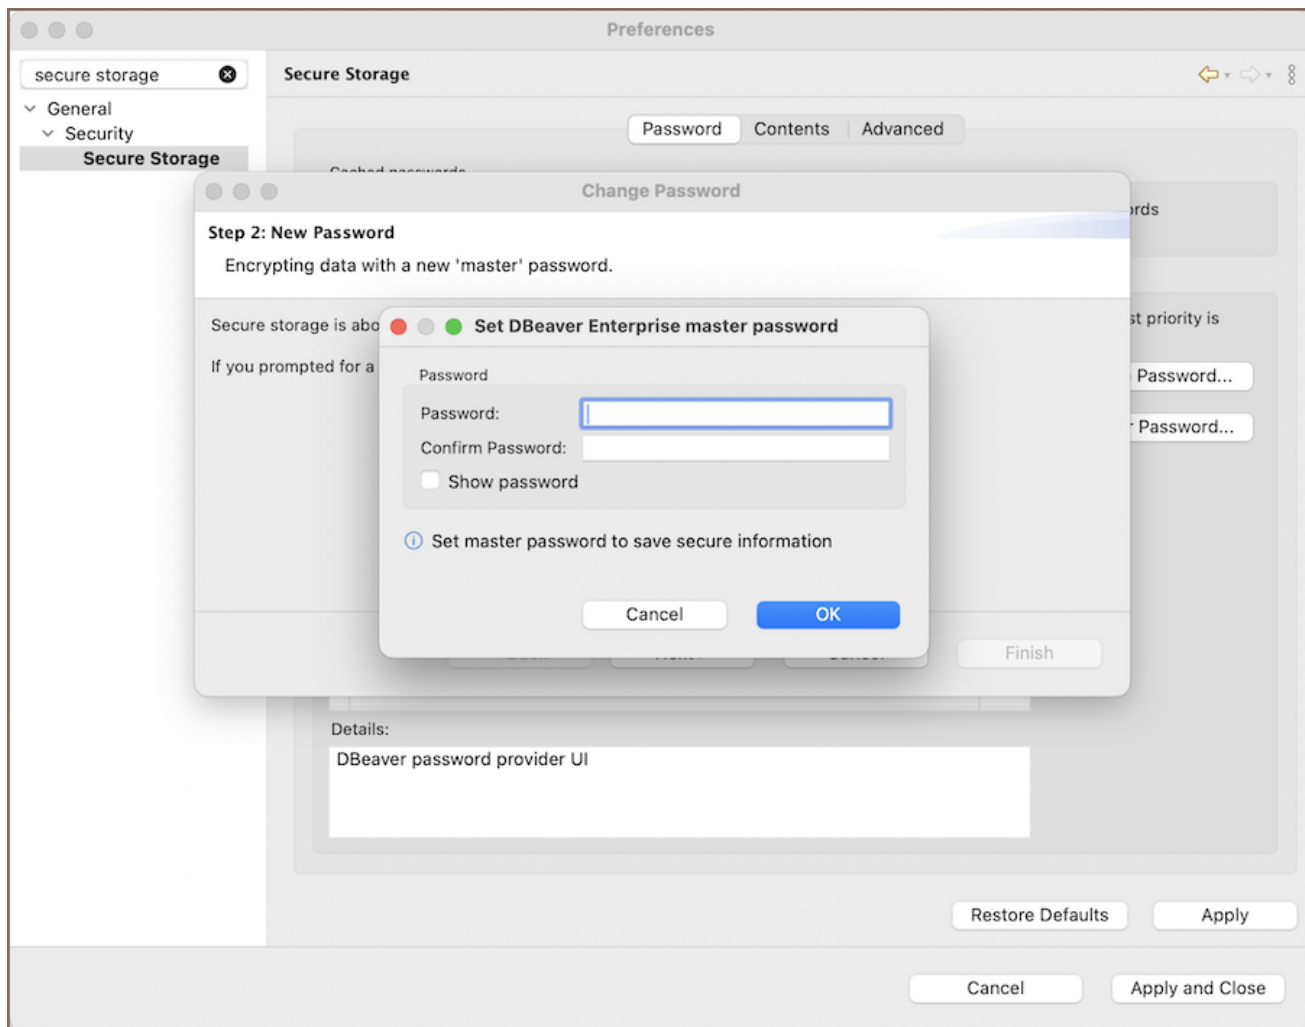 Preferences
secure storage
Secure Storage
General
Security
Secure Storage
Password Contents Advanced
Cached passwords
Change Password
Step 2: New Password
Encrypting data with a new 'master' password.
Secure storage is
If you prompted for a
st priority is
Password...
Password...
Set DBeaver Enterprise master password
Password
Password:
Confirm Password:
Show password
Set master password to save secure information
Cancel OK
Finish
Details:
DBeaver password provider UI
Restore Defaults Apply
Cancel Apply and Close